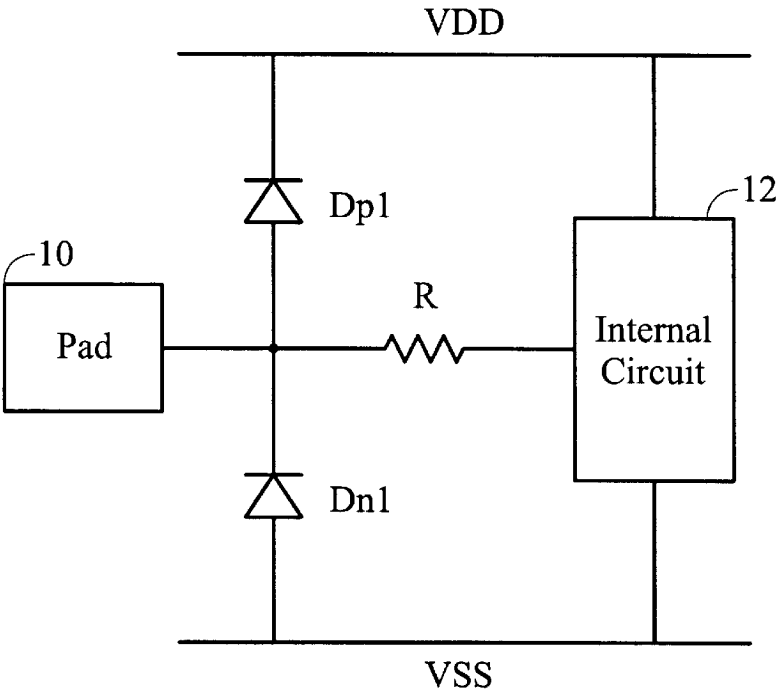 VDD
Dp1
12
10
Pad
R
Internal
Circuit
Dn1
VSS